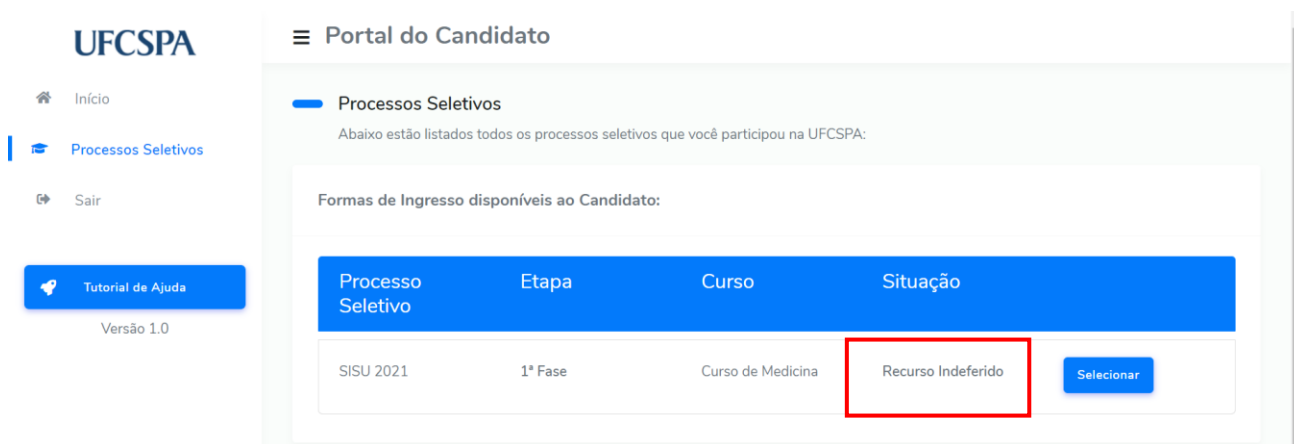 UFCSPA
Início
Processos Seletivos
Sair
Tutorial de Ajuda
Versão 1.0
Portal do Candidato
Processos Seletivos
Abaixo estão listados todos os processos seletivos que você participou na UFCSPA:
Formas de Ingresso disponíveis ao Candidato:
Processo Seletivo Etapa Curso Situação
SISU 2021 1ª Fase Curso de Medicina Recurso Indeferido Selecionar